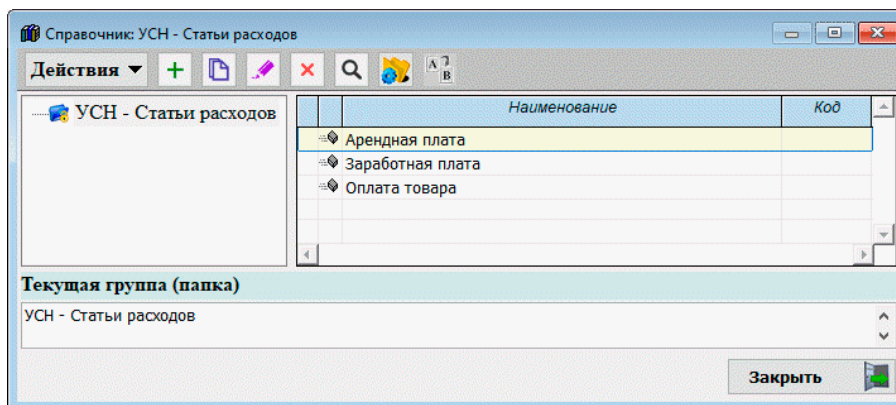 Справочник: УСН - Статьи расходов
Действия
УСН - Статьи расходов
Наименование Код
Арендная плата
Заработная плата
Оплата товара
Текущая группа (папка)
УСН - Статьи расходов
Закрыть